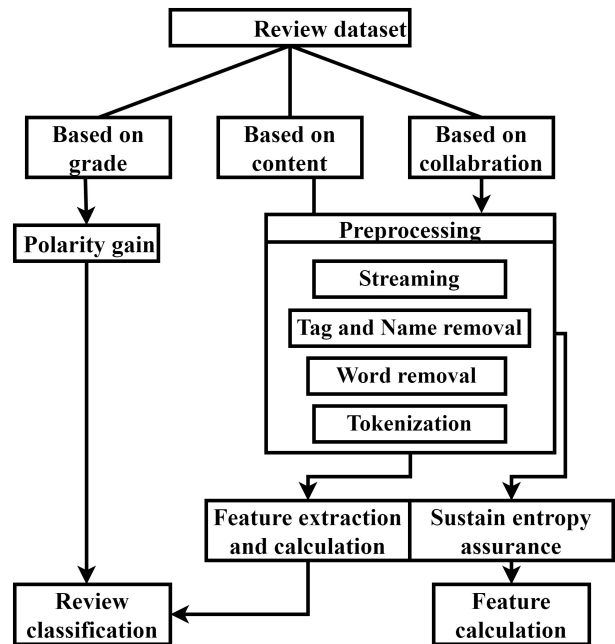 Review dataset
Based on
grade
Based on
content
Based on
collabration
Polarity gain
Preprocessing
Streaming
Tag and Name removal
Word removal
Tokenization
Feature extraction
and calculation
Sustain entropy
assurance
Review
classification
Feature
calculation